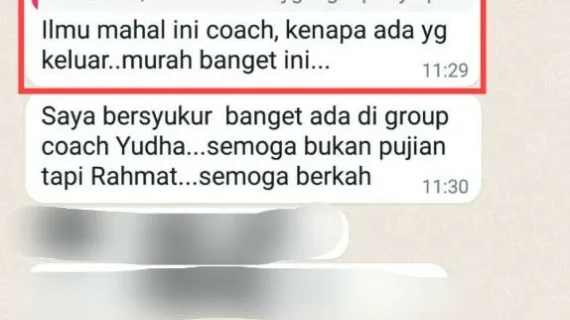 Ilmu mahal ini coach, kenapa ada yg
keluar..murah banget ini...
11:29
Saya bersyukur  banget ada di group
coach Yudha...semoga bukan pujian
tapi Rahmat...semoga berkah
11:30